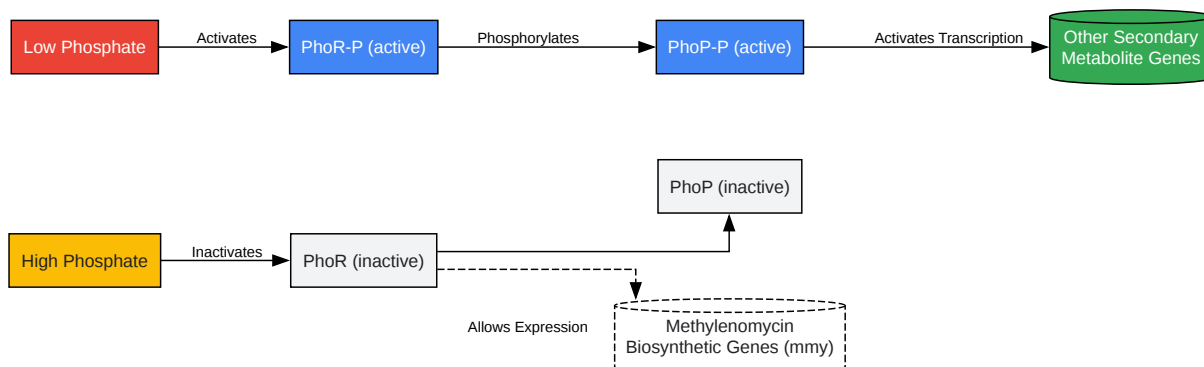 Low Phosphate
Activates
PhoR-P (active)
Phosphorylates
PhoP-P (active)
Activates Transcription
Other Secondary
Metabolite Genes
PhoP (inactive)
High Phosphate
Inactivates
PhoR (inactive)
Allows Expression
Methylenomycin
Biosynthetic Genes (mmy)